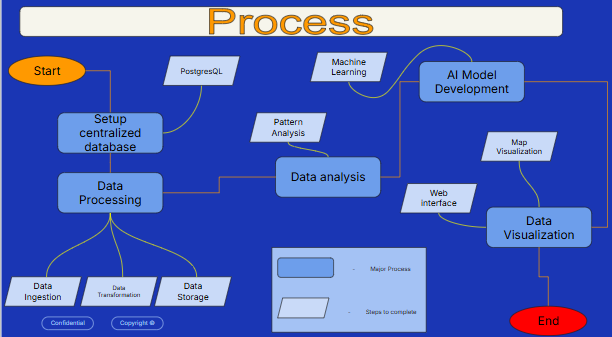 Process
Start
PostgresQL
Machine
Learning
AI Model
Development
Setup
centralized
database
Pattern
Analysis
Map
Visualization
Data
Processing
Data analysis
Web
interface
Data
Visualization
Data
Ingestion
Data
Transformation
Data
Storage
- Major Process
- Steps to complete
Confidential
Copyright ©
End